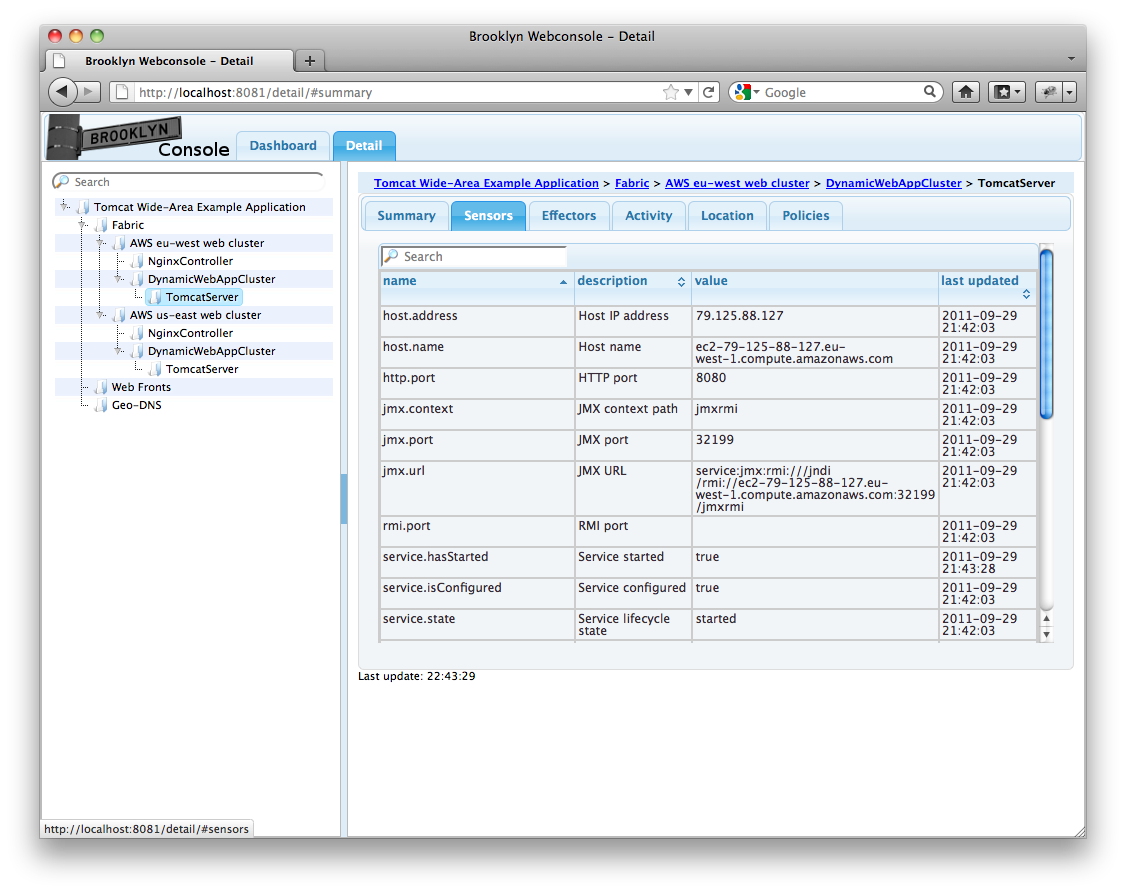 Brooklyn Webconsole – Detail
Brooklyn Webconsole – Detail
http://localhost:8081/detail/#summary
Google
BROOKLYN
Console
Dashboard
Detail
Search
Tomcat Wide-Area Example Application
Fabric
AWS eu-west web cluster
NginxController
DynamicWebAppCluster
TomcatServer
AWS us-east web cluster
NginxController
DynamicWebAppCluster
TomcatServer
Web Fronts
Geo-DNS
Tomcat Wide-Area Example Application > Fabric > AWS eu-west web cluster > DynamicWebAppCluster > TomcatServer
Summary Sensors Effectors Activity Location Policies
Search
name description value last updated
host.address Host IP address 79.125.88.127 2011-09-29
21:42:03
host.name Host name ec2-79-125-88-127.eu- 2011-09-29
west-1.compute.amazonaws.com 21:42:03
http.port HTTP port 8080 2011-09-29
21:42:03
jmx.context JMX context path jmxrmi 2011-09-29
21:42:03
jmx.port JMX port 32199 2011-09-29
21:42:03
jmx.url JMX URL service:jmx:rmi:///jndi 2011-09-29
/rmi://ec2-79-125-88-127.eu- 21:42:03
west-1.compute.amazonaws.com:32199
/jmxrmi
rmi.port RMI port 2011-09-29
21:42:03
service.hasStarted Service started true 2011-09-29
21:43:28
service.isConfigured Service configured true 2011-09-29
21:42:03
service.state Service lifecycle started 2011-09-29
state 21:42:03
Last update: 22:43:29
http://localhost:8081/detail/#sensors